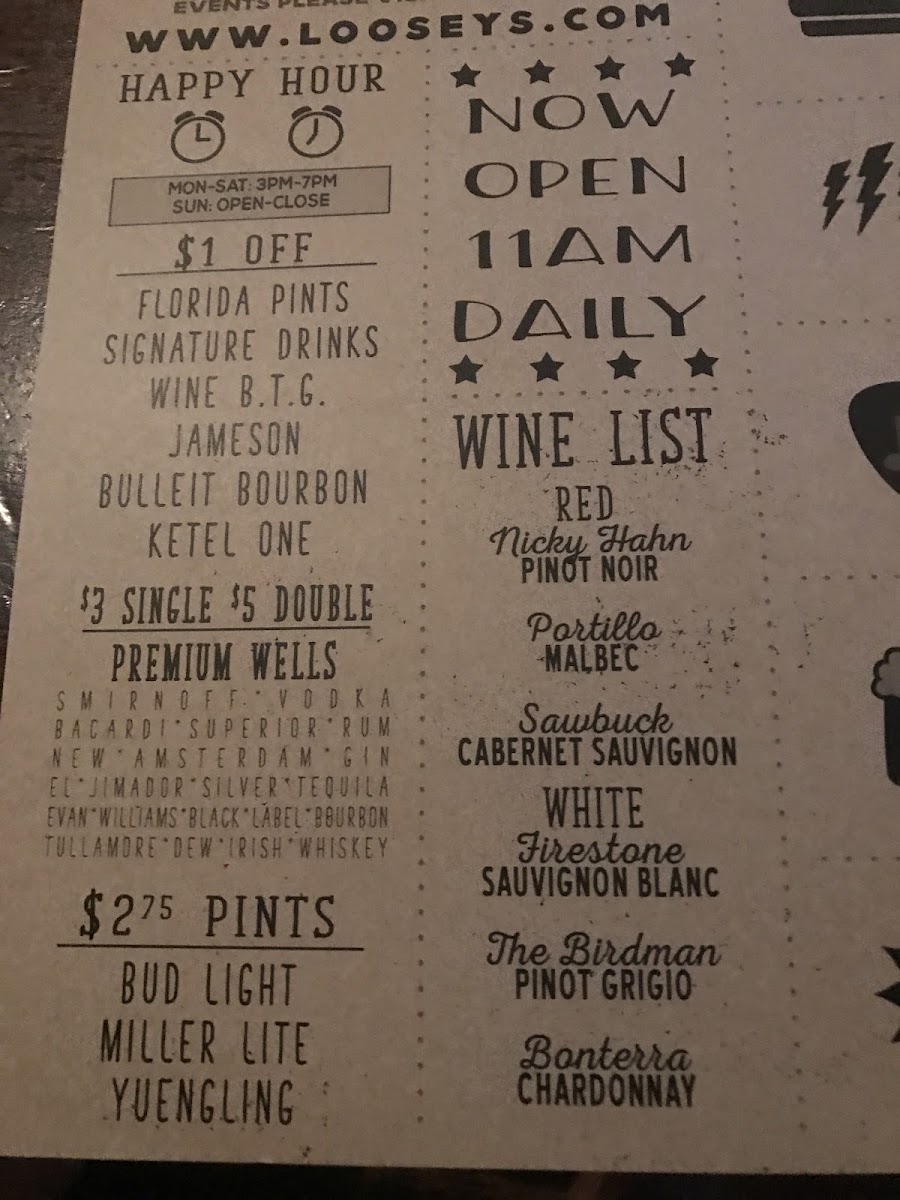 EVENTS PLEASE
WWW.LOOSEYS.COM
HAPPY HOUR
MON-SAT: 3PM-7PM
SUN: OPEN-CLOSE
$1 OFF
FLORIDA PINTS
SIGNATURE DRINKS
WINE B.T.G.
JAMESON
BULLEIT BOURBON
KETEL ONE
$3 SINGLE $5 DOUBLE
PREMIUM WELLS
SMIRNOFF*VODKA
BACARDI*SUPERIOR*RUM
NEW*AMSTERDAM*GIN
EL*JIMADOR*SILVER*TEQUILA
EVAN*WILLIAMS*BLACK*LABEL*BOURBON
TULLAMORE*DEW*IRISH*WHISKEY
$2.75 PINTS
BUD LIGHT
MILLER LITE
YUENGLING
NOW
OPEN
11AM
DAILY
WINE LIST
RED
Nicky Hahn
PINOT NOIR
Portillo
MALBEC
Sawbuck
CABERNET SAUVIGNON
WHITE
Firestone
SAUVIGNON BLANC
The Birdman
PINOT GRIGIO
Bonterra
CHARDONNAY